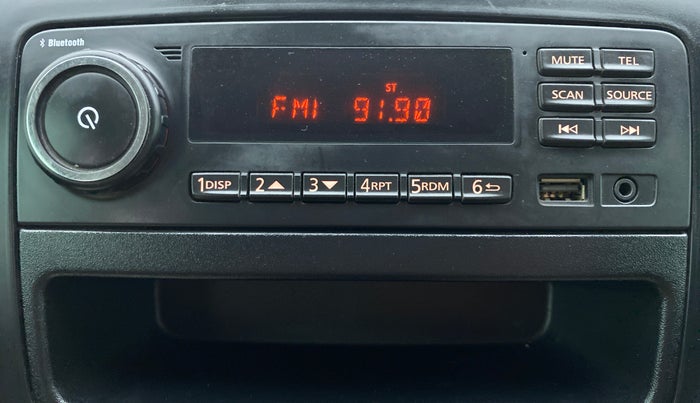 Bluetooth
ST
FM1 91.90
MUTE TEL
SCAN SOURCE
1DISP 2 3 4RPT 5RDM 6